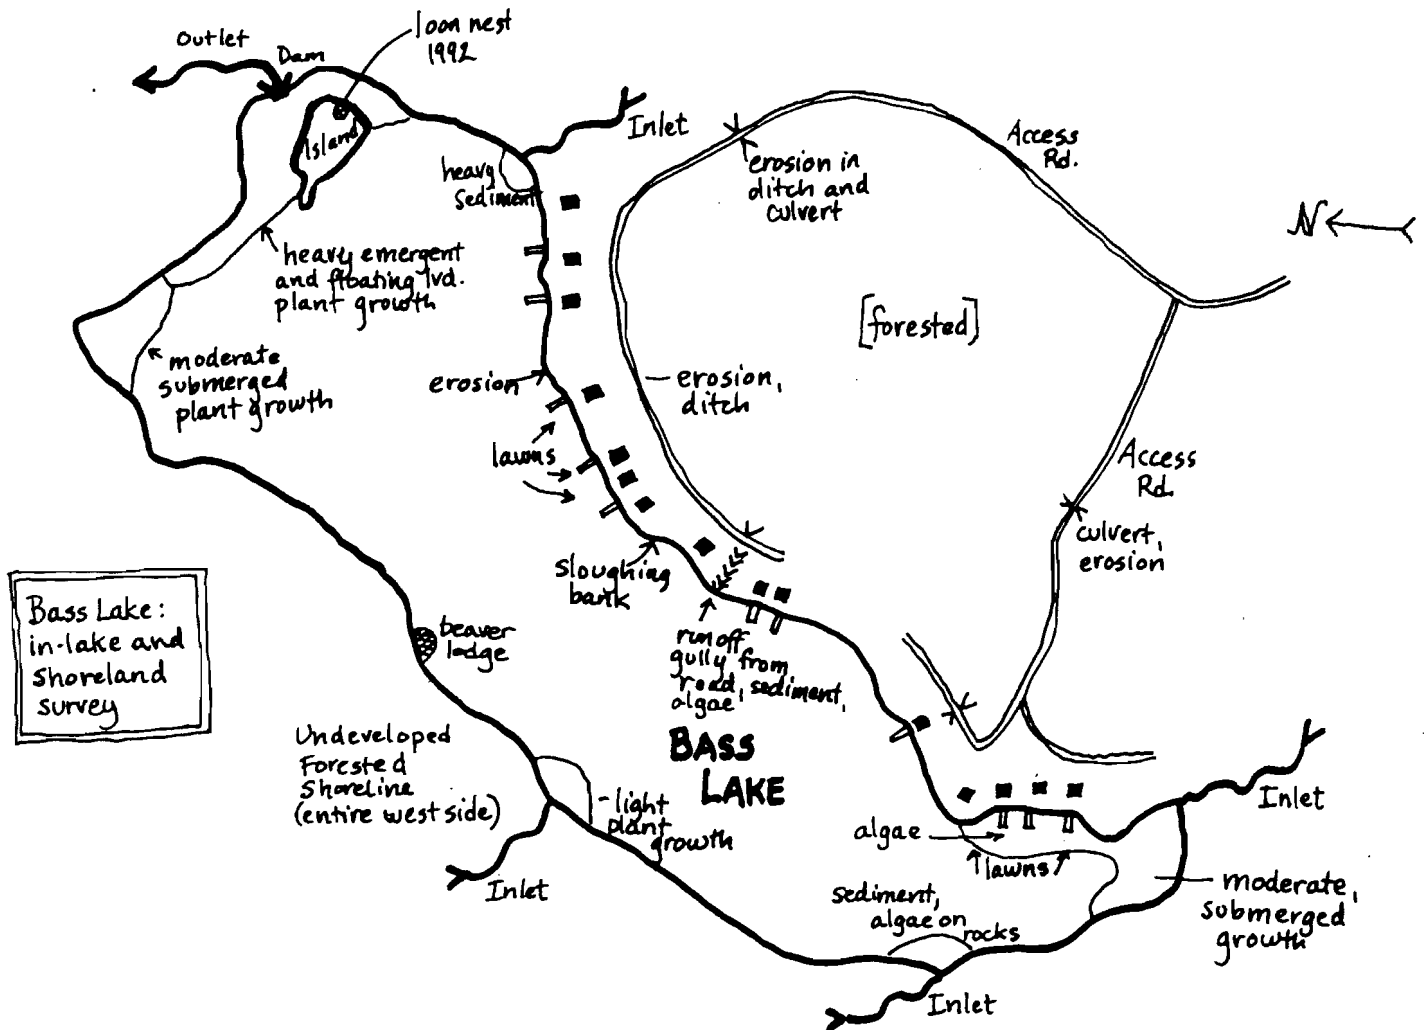 loon nest
1992
Outlet
Dam
Island
Inlet
heavy
sediment
erosion in
ditch and
culvert
Access
Rd.
N
heavy emergent
and floating lvd.
plant growth
[forested]
moderate
submerged
plant growth
erosion
erosion,
ditch
lawns
Access
Rd.
culvert,
erosion
Sloughing
bank
Bass Lake:
in-lake and
shoreland
survey
beaver
lodge
runoff
gully from
road, sediment,
algae
Undeveloped
Forested
Shoreline
(entire west side)
BASS
LAKE
-light
plant
growth
Inlet
algae
lawns
Inlet
sediment,
algae on
rocks
moderate,
submerged
growth
Inlet